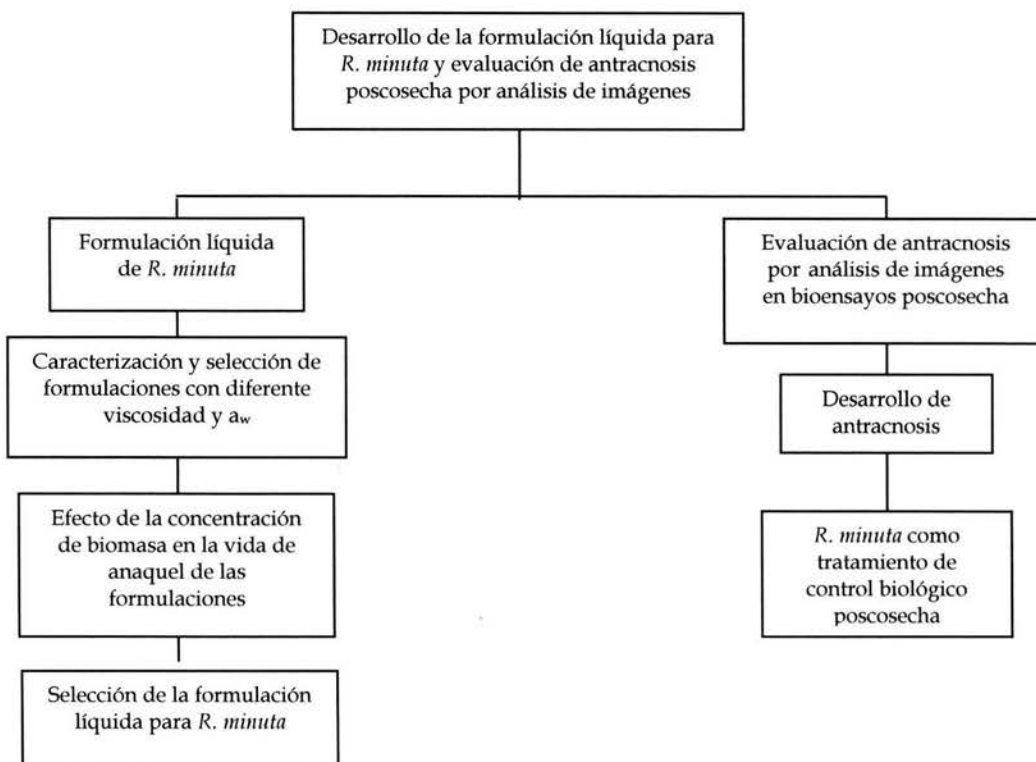 Desarrollo de la formulación líquida para
R. minuta y evaluación de antracnosis
poscosecha por análisis de imágenes
Formulación líquida
de R. minuta
Caracterización y selección de
formulaciones con diferente
viscosidad y aw
Efecto de la concentración
de biomasa en la vida de
anaquel de las
formulaciones
Selección de la formulación
líquida para R. minuta
Evaluación de antracnosis
por análisis de imágenes
en bioensayos poscosecha
Desarrollo de
antracnosis
R. minuta como
tratamiento de
control biológico
poscosecha